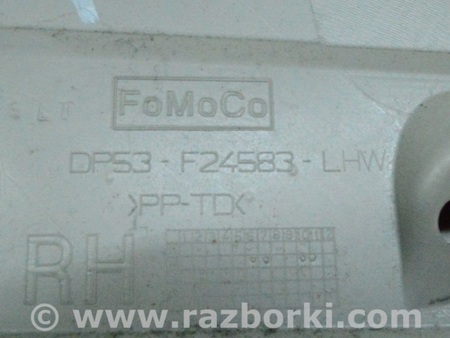 FoMoCo
DP53 - F24583 - LHW
>PP-TD<
RH
www.razborki.com